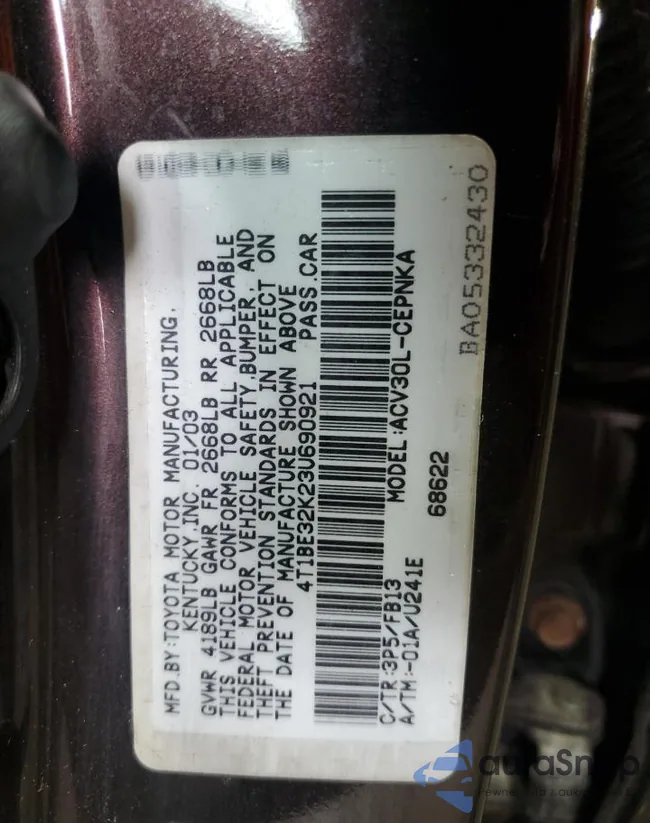 MFD.BY:TOYOTA MOTOR MANUFACTURING,
KENTUCKY,INC. 01/03
GVWR 4189LB GAWR FR 2668LB RR 2668LB
THIS VEHICLE CONFORMS TO ALL APPLICABLE
FEDERAL MOTOR VEHICLE SAFETY,BUMPER, AND
THEFT PREVENTION STANDARDS IN EFFECT ON
THE DATE OF MANUFACTURE SHOWN ABOVE
4T1BE32K23U690921 PASS.CAR
C/TR:3P5/FB13
A/TM:-01A/U241E
MODEL:ACV30L-CEPNKA
68622
BA05332430